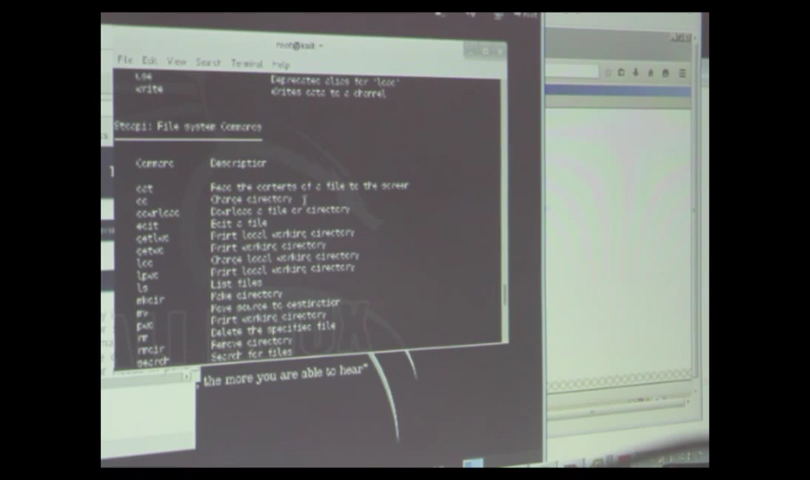 root@kali: ~
File Edit View Search Terminal Help
use Deprecated alias for 'load'
write Writes data to a channel
Stdapi: File system Commands
Command Description
cat Read the contents of a file to the screen
cd Change directory
download Download a file or directory
edit Edit a file
getlwd Print local working directory
getwd Print working directory
lcd Change local working directory
lpwd Print local working directory
ls List files
mkdir Make directory
mv Move source to destination
pwd Print working directory
rm Delete the specified file
rmdir Remove directory
search Search for files
, the more you are able to hear"